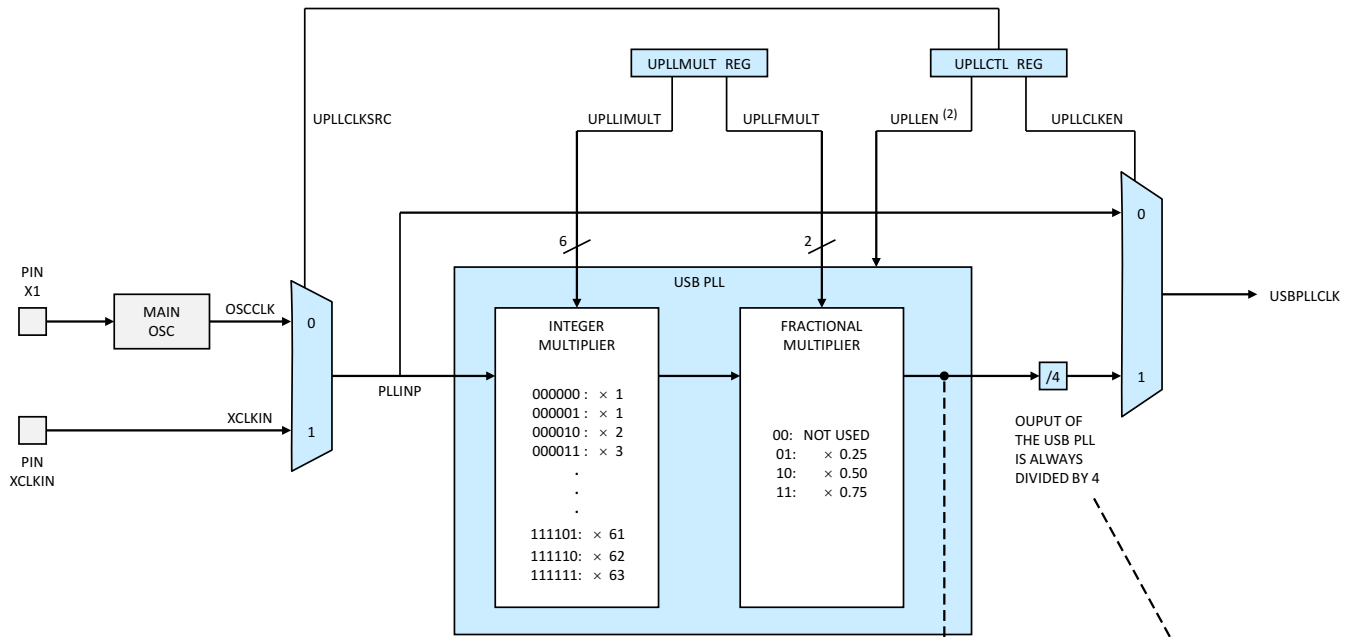 UPLLMULT REG
UPLLCTL REG
UPLLCLKSRC
UPLLIMULT
UPLLFMULT
UPLLEN (2)
UPLLCLKEN
0
6
2
PIN
X1
MAIN
OSC
OSCCLK
0
USB PLL
USBPLLCLK
INTEGER
MULTIPLIER
FRACTIONAL
MULTIPLIER
PLLINP
/4
1
000000 : × 1
000001 : × 1
000010 : × 2
000011 : × 3
.
.
.
111101: × 61
111110: × 62
111111: × 63
00: NOT USED
01: × 0.25
10: × 0.50
11: × 0.75
XCLKIN
1
PIN
XCLKIN
OUPUT OF
THE USB PLL
IS ALWAYS
DIVIDED BY 4